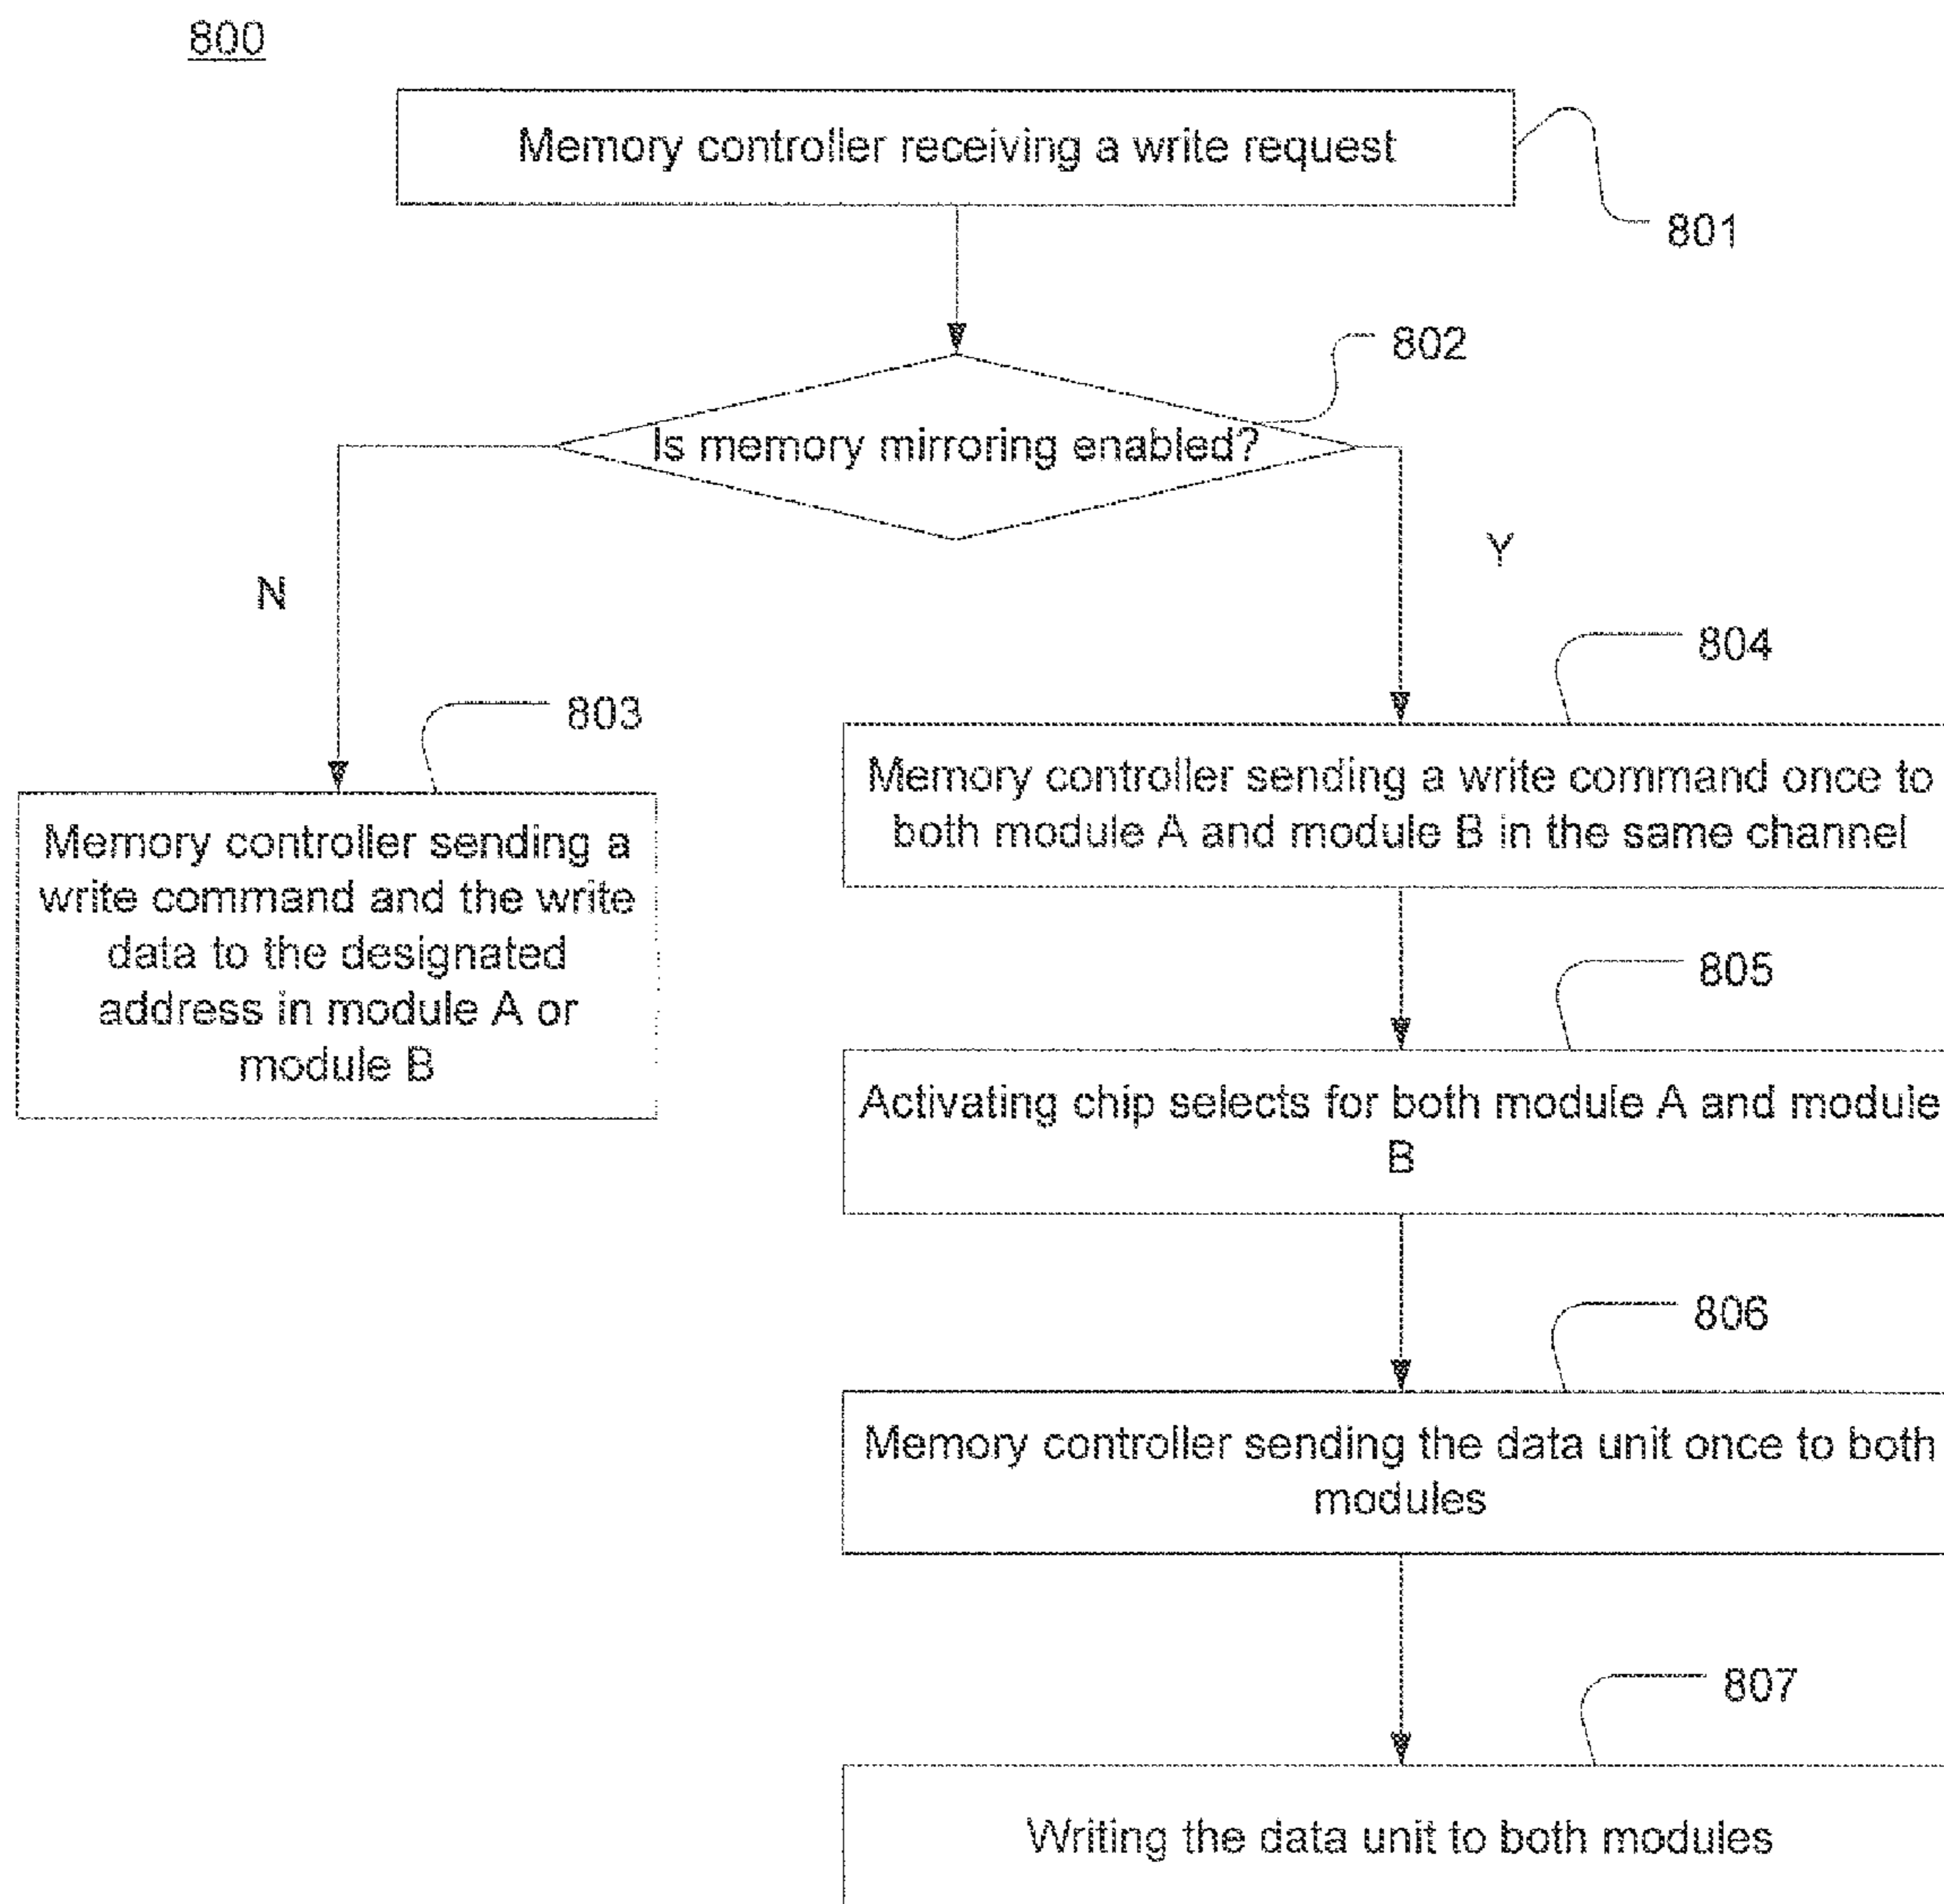 800
Memory controller receiving a write request
801
802
Is memory mirroring enabled?
N
Y
804
803
Memory controller sending a write command once to
both module A and module B in the same channel
Memory controller sending a
write command and the write
data to the designated
address in module A or
module B
805
Activating chip selects for both module A and module
B
806
Memory controller sending the data unit once to both
modules
807
Writing the data unit to both modules